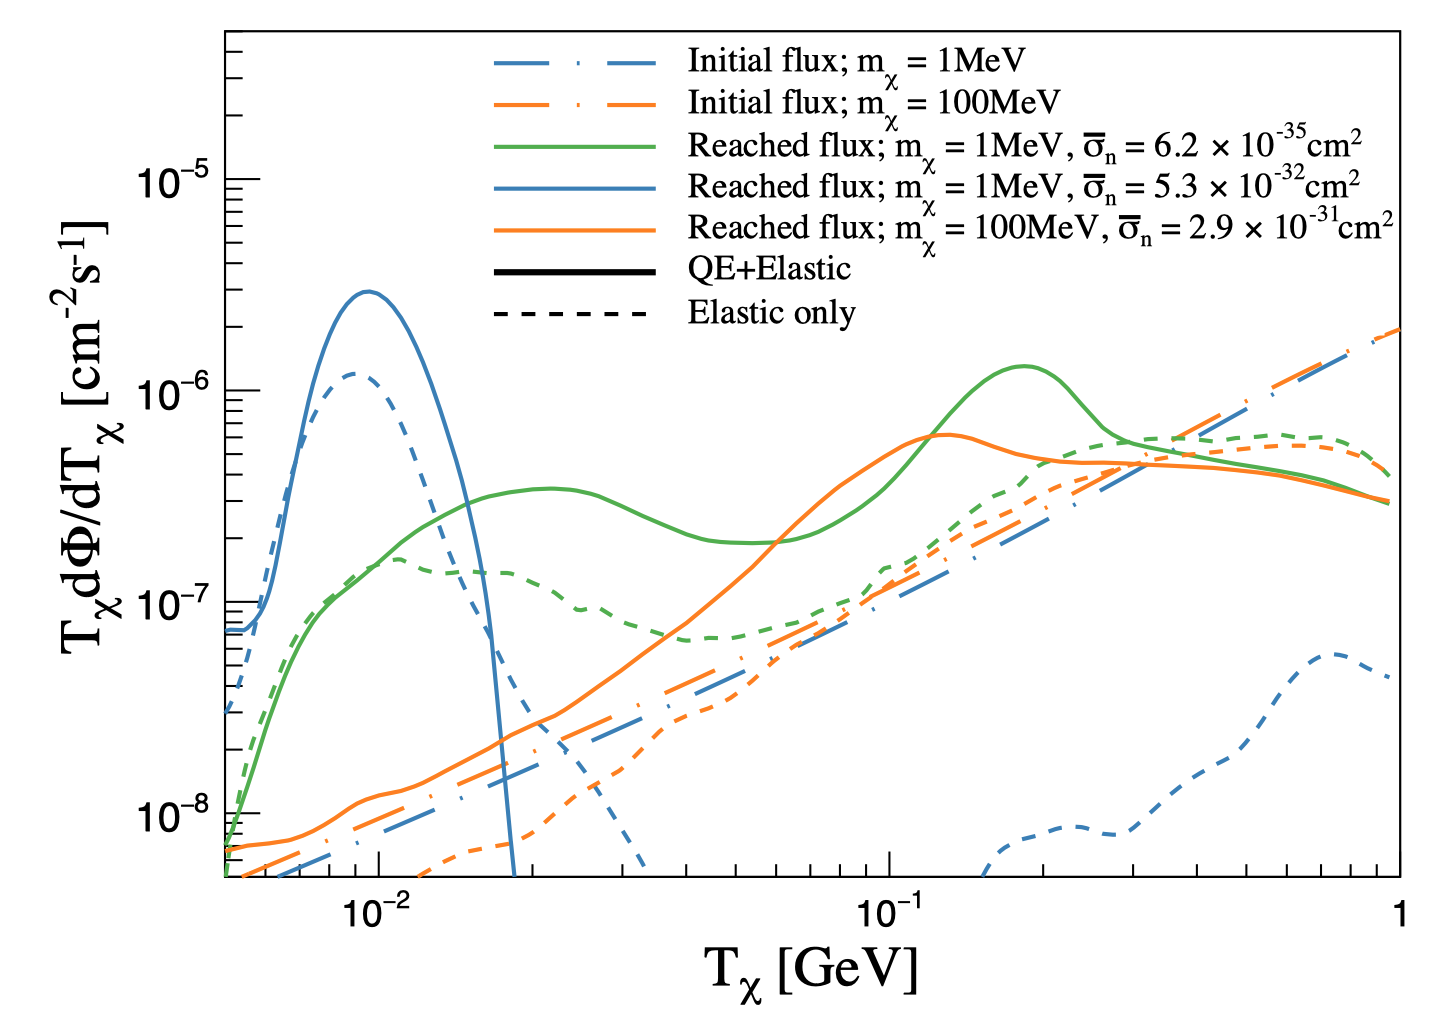 Initial flux; mχ = 1MeV
Initial flux; mχ = 100MeV
Reached flux; mχ = 1MeV, σ̅n = 6.2 × 10⁻³⁵cm²
Reached flux; mχ = 1MeV, σ̅n = 5.3 × 10⁻³²cm²
Reached flux; mχ = 100MeV, σ̅n = 2.9 × 10⁻³¹cm²
QE+Elastic
Elastic only
TχdΦ/dTχ [cm⁻²s⁻¹]
10⁻⁵
10⁻⁶
10⁻⁷
10⁻⁸
10⁻² 10⁻¹ 1
Tχ [GeV]